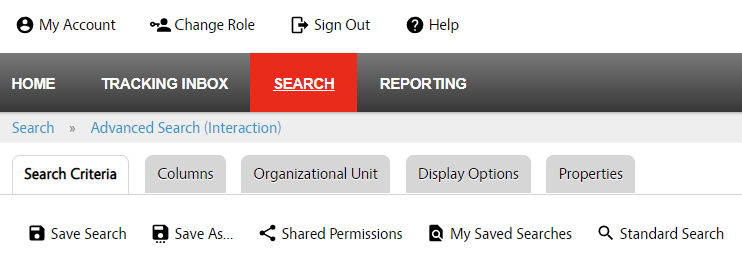 My Account Change Role Sign Out Help
HOME TRACKING INBOX SEARCH REPORTING
Search » Advanced Search (Interaction)
Search Criteria Columns Organizational Unit Display Options Properties
Save Search Save As... Shared Permissions My Saved Searches Standard Search